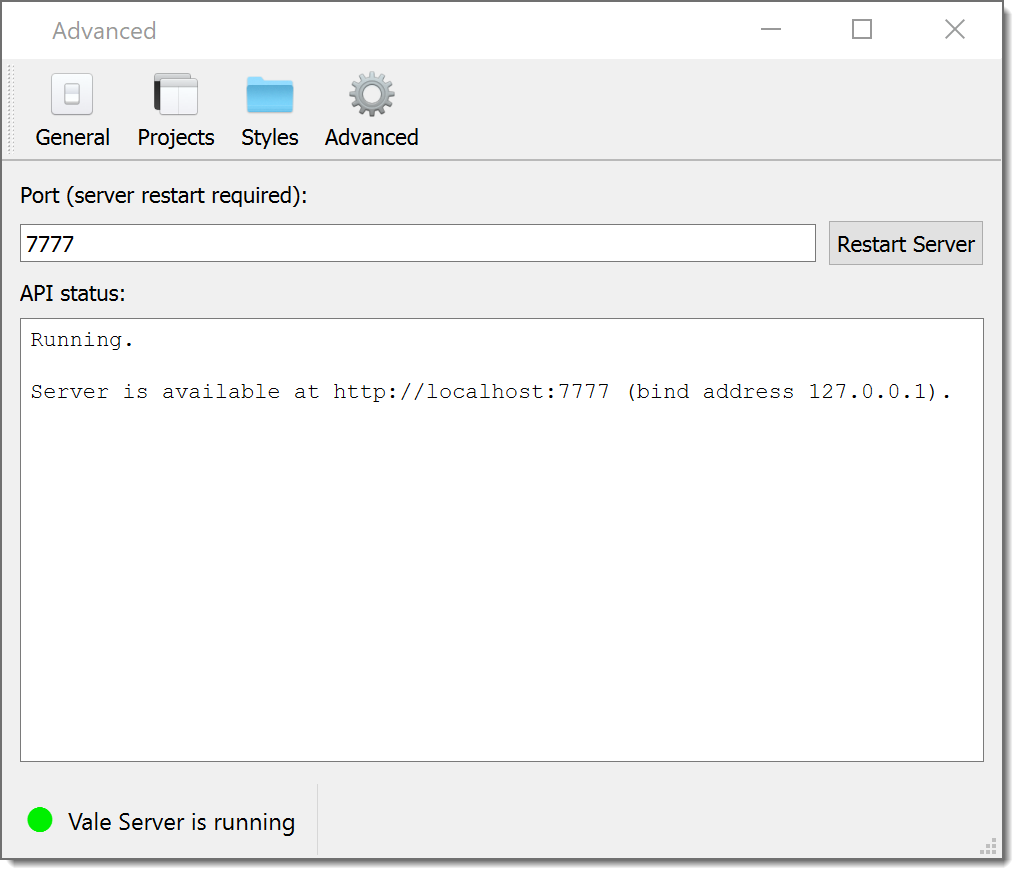 Advanced
General Projects Styles Advanced
Port (server restart required):
7777 Restart Server
API status:
Running.
Server is available at http://localhost:7777 (bind address 127.0.0.1).
Vale Server is running